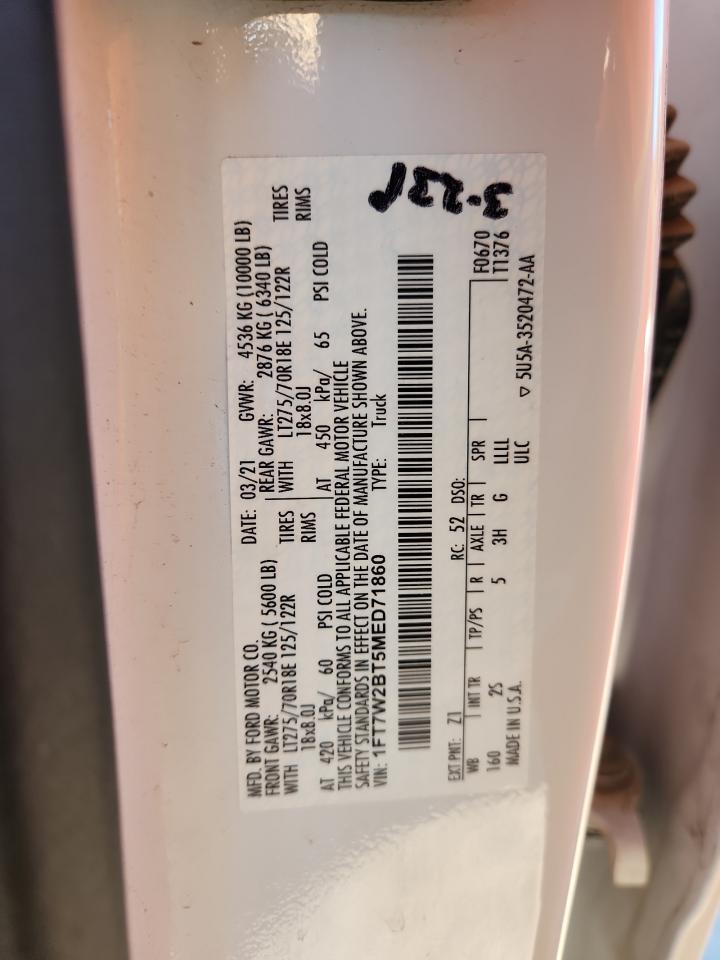 MFD. BY FORD MOTOR CO.
DATE: 03/21 GVWR: 4536 KG (10000 LB)
FRONT GAWR: 2540 KG ( 5600 LB) REAR GAWR: 2876 KG ( 6340 LB)
WITH LT275/70R18E 125/122R TIRES WITH LT275/70R18E 125/122R TIRES
18x8.0J RIMS 18x8.0J RIMS
AT 420 kPa/ 60 PSI COLD AT 450 kPa/ 65 PSI COLD
THIS VEHICLE CONFORMS TO ALL APPLICABLE FEDERAL MOTOR VEHICLE
SAFETY STANDARDS IN EFFECT ON THE DATE OF MANUFACTURE SHOWN ABOVE.
VIN: 1FT7W2BT5MED71860 TYPE: Truck
EXT PNT: Z1 RC: 52 DSO: F0670
WB INT TR TP/PS R AXLE TR SPR T1376
160 2S 5 3H G LLLL
MADE IN U.S.A. ULC
▽ 5U5A-3520472-AA